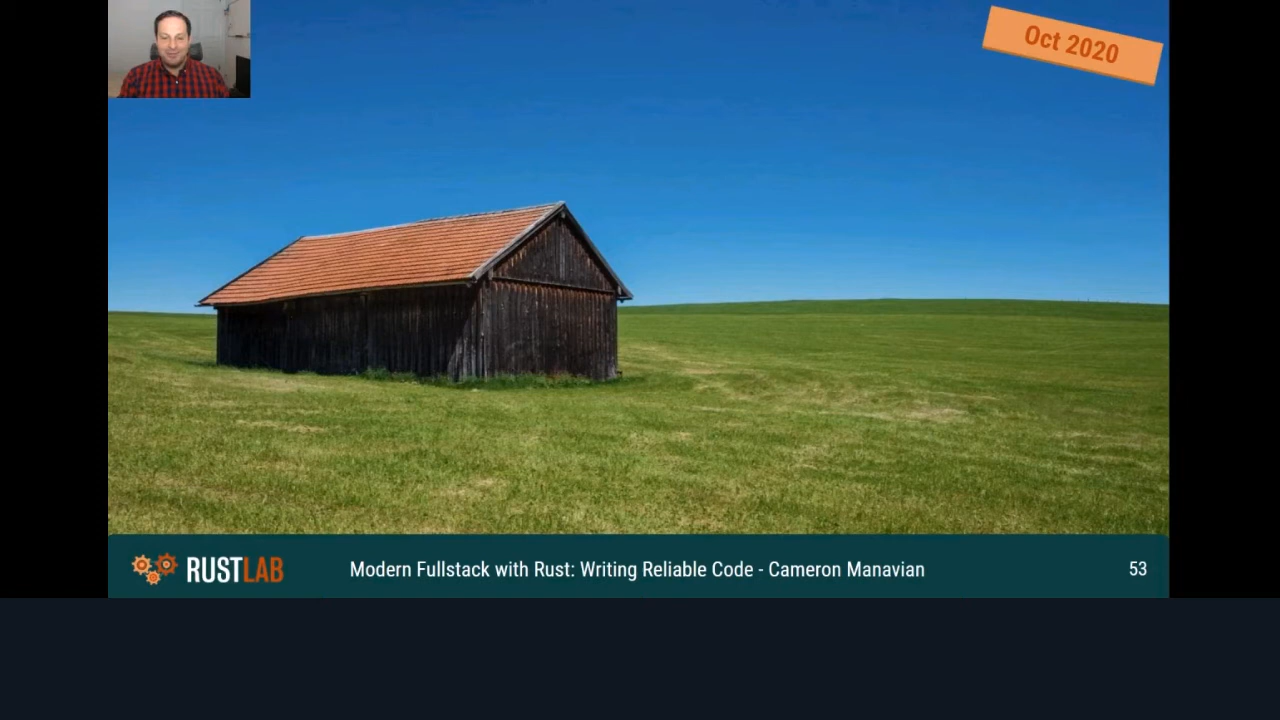 Oct 2020
RUSTLAB
Modern Fullstack with Rust: Writing Reliable Code - Cameron Manavian
53